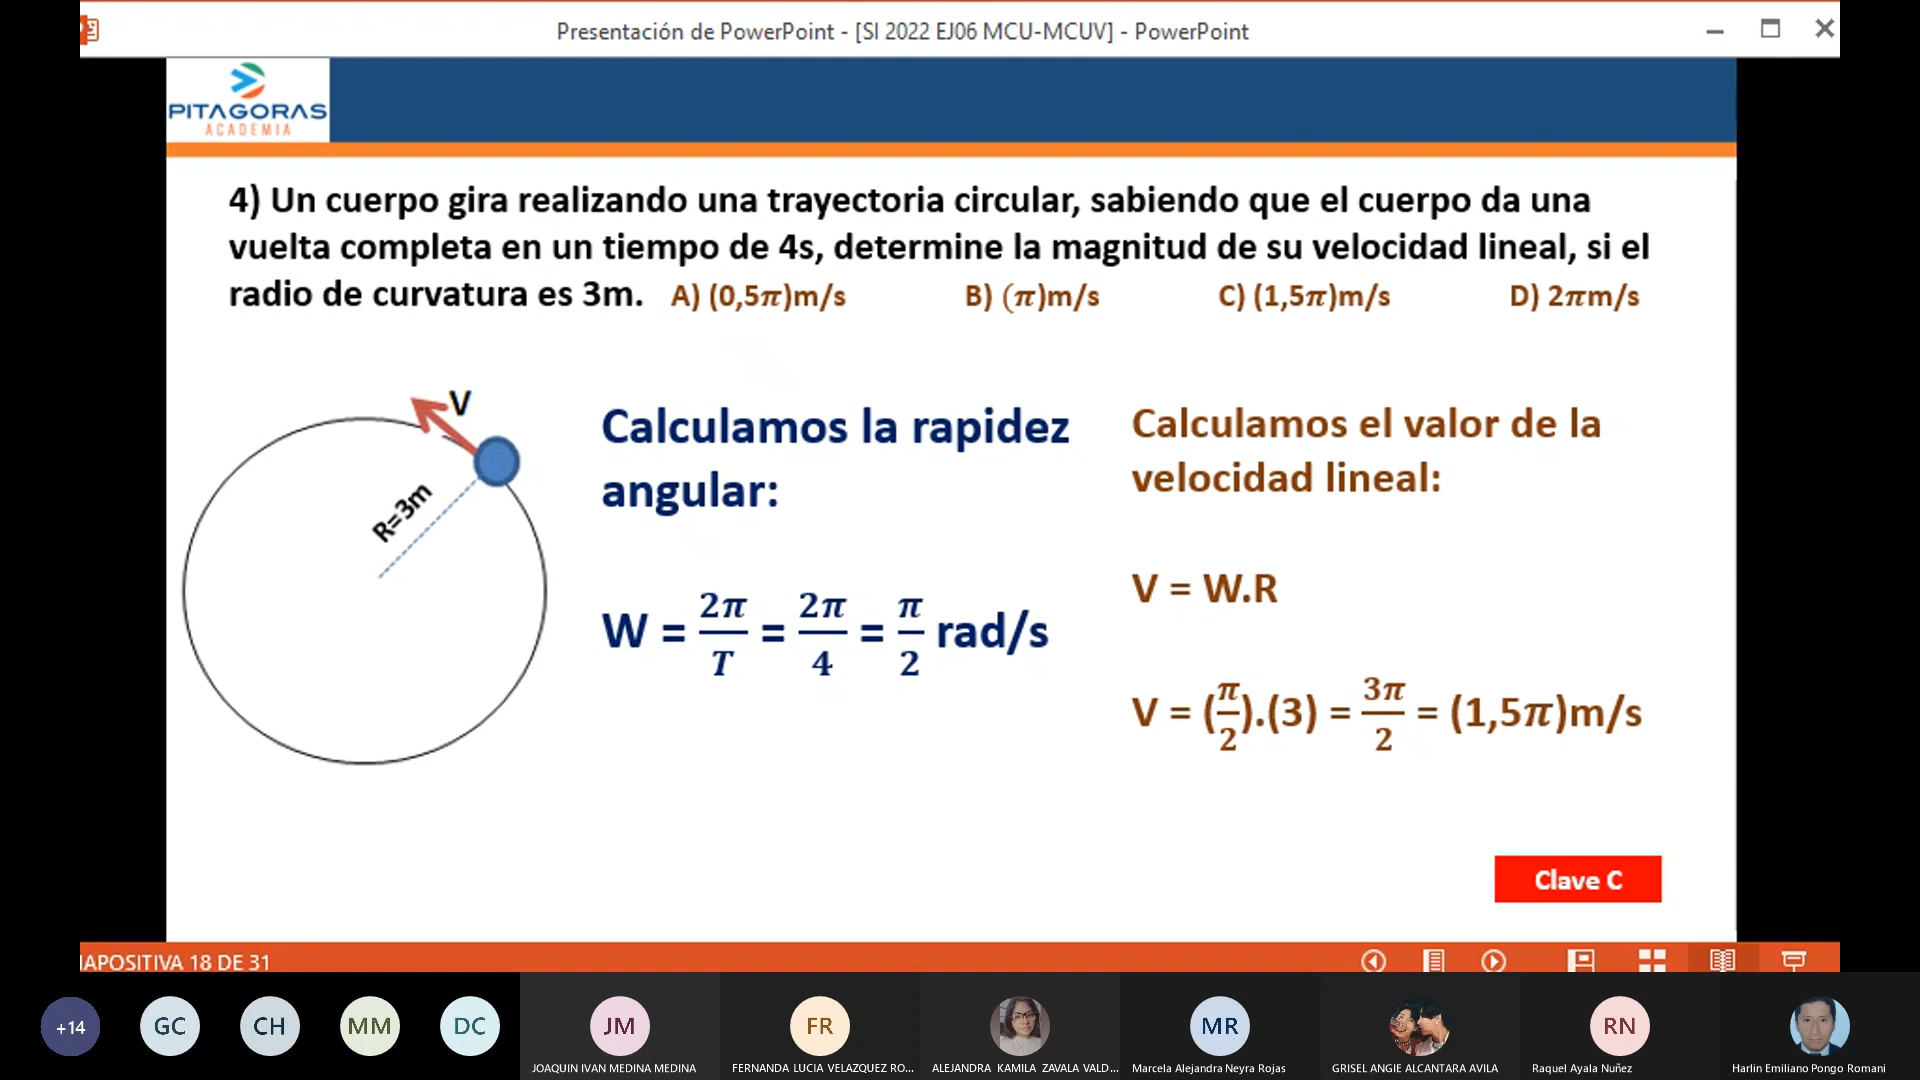 Presentación de PowerPoint - [SI 2022 EJ06 MCU-MCUV] - PowerPoint
PITAGORAS
ACADEMIA
4) Un cuerpo gira realizando una trayectoria circular, sabiendo que el cuerpo da una
vuelta completa en un tiempo de 4s, determine la magnitud de su velocidad lineal, si el
radio de curvatura es 3m. A) (0,5π)m/s B) (π)m/s C) (1,5π)m/s D) 2πm/s
V
R=3m
Calculamos la rapidez
angular:
W = 2π/T = 2π/4 = π/2 rad/s
Calculamos el valor de la
velocidad lineal:
V = W.R
V = (π/2).(3) = 3π/2 = (1,5π)m/s
Clave C
IAPOSITIVA 18 DE 31
+14
GC
CH
MM
DC
JM
FR
MR
RN
JOAQUIN IVAN MEDINA MEDINA
FERNANDA LUCIA VELAZQUEZ RO...
ALEJANDRA KAMILA ZAVALA VALD...
Marcela Alejandra Neyra Rojas
GRISEL ANGIE ALCANTARA AVILA
Raquel Ayala Nuñez
Harlin Emiliano Pongo Romani